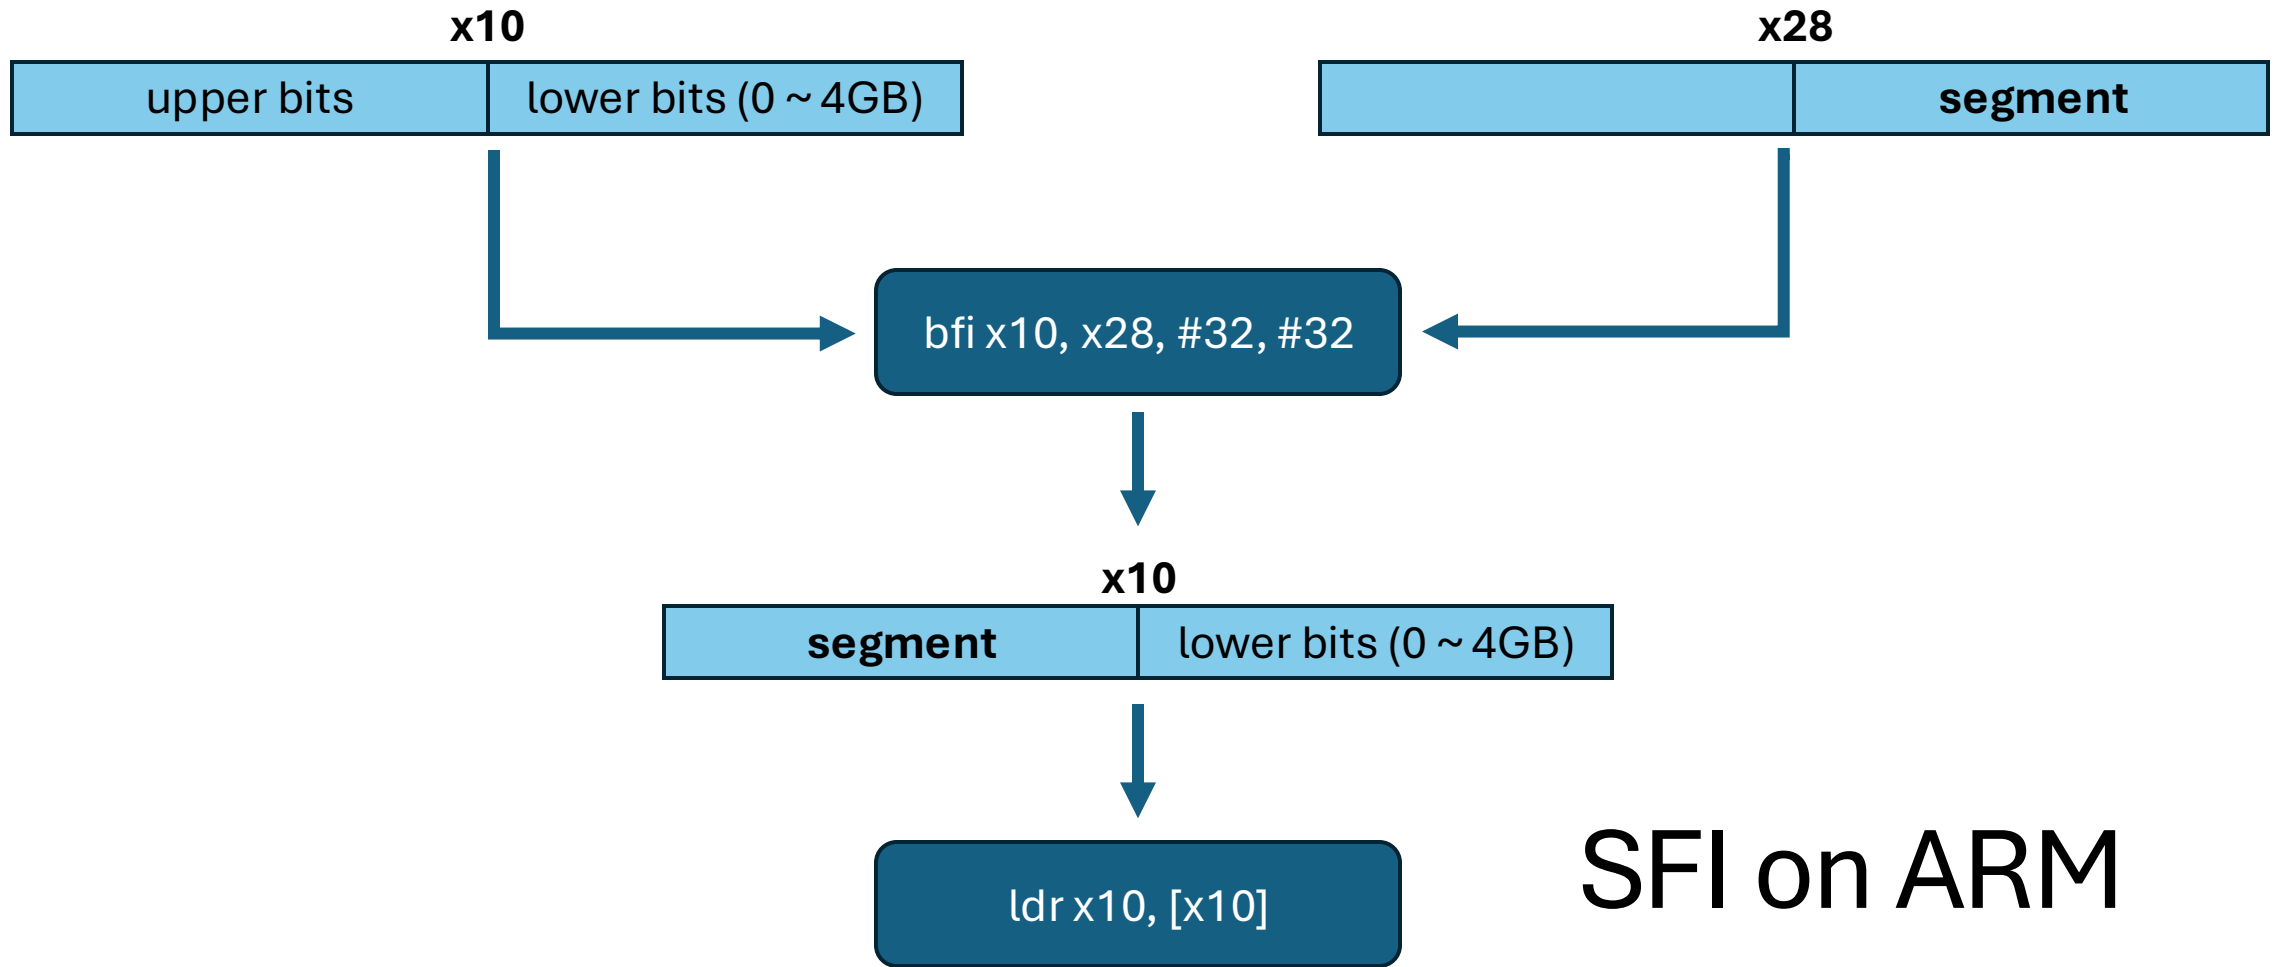 x10
x28
upper bits
lower bits (0 ~ 4GB)
segment
bfi x10, x28, #32, #32
x10
segment
lower bits (0 ~ 4GB)
ldr x10, [x10]
SFI on ARM